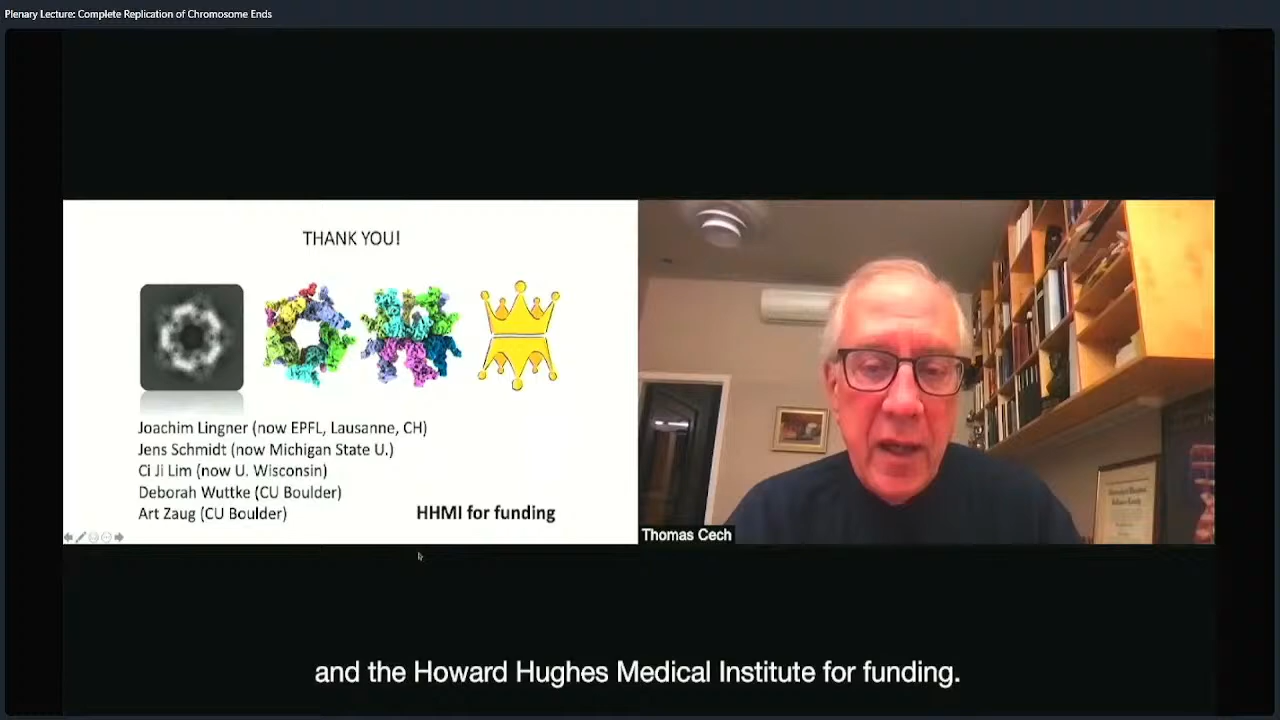 Plenary Lecture: Complete Replication of Chromosome Ends
THANK YOU!
Joachim Lingner (now EPFL, Lausanne, CH)
Jens Schmidt (now Michigan State U.)
Ci Ji Lim (now U. Wisconsin)
Deborah Wuttke (CU Boulder)
Art Zaug (CU Boulder)
HHMI for funding
Thomas Cech
and the Howard Hughes Medical Institute for funding.